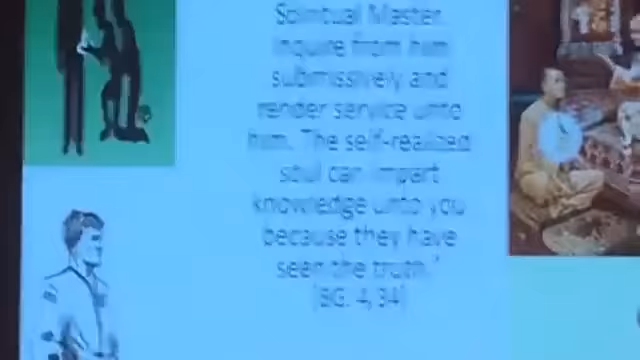 Spiritual Master.
Inquire from him
submissively and
render service unto
him. The self-realized
soul can impart
knowledge unto you
because they have
seen the truth."
(BG. 4, 34)